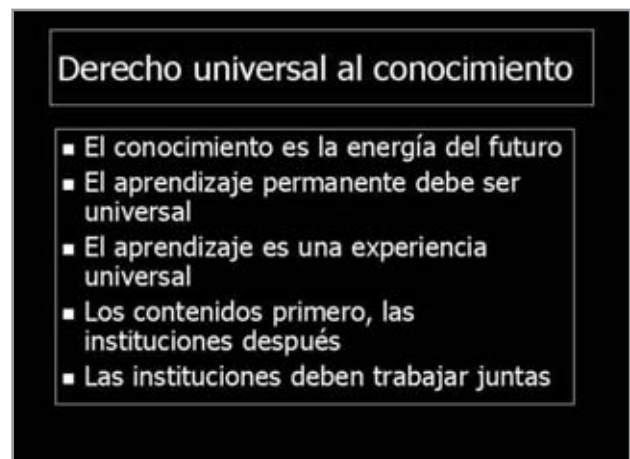 Derecho universal al conocimiento
▪ El conocimiento es la energía del futuro
▪ El aprendizaje permanente debe ser
universal
▪ El aprendizaje es una experiencia
universal
▪ Los contenidos primero, las
instituciones después
▪ Las instituciones deben trabajar juntas